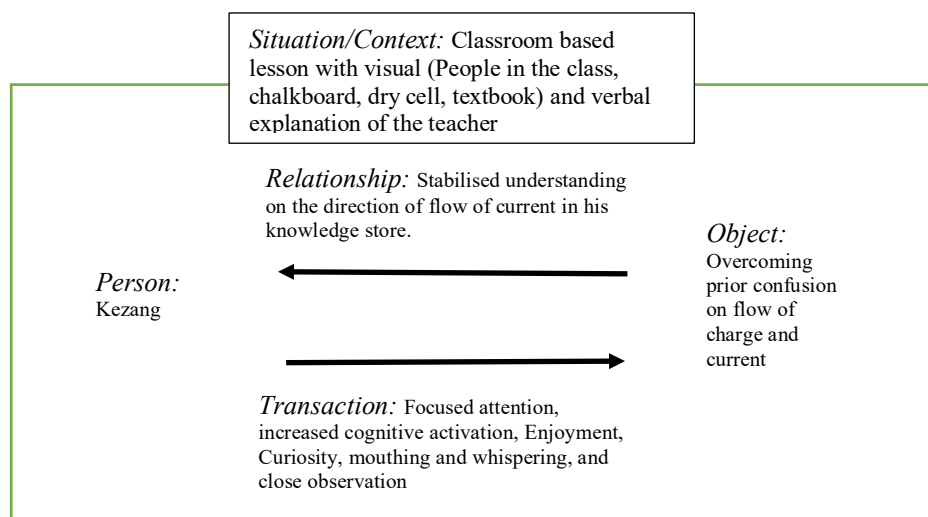 Situation/Context: Classroom based
lesson with visual (People in the class,
chalkboard, dry cell, textbook) and verbal
explanation of the teacher
Relationship: Stabilised understanding
on the direction of flow of current in his
knowledge store.
Object:
Overcoming
prior confusion
on flow of
charge and
current
Person:
Kezang
Transaction: Focused attention,
increased cognitive activation, Enjoyment,
Curiosity, mouthing and whispering, and
close observation